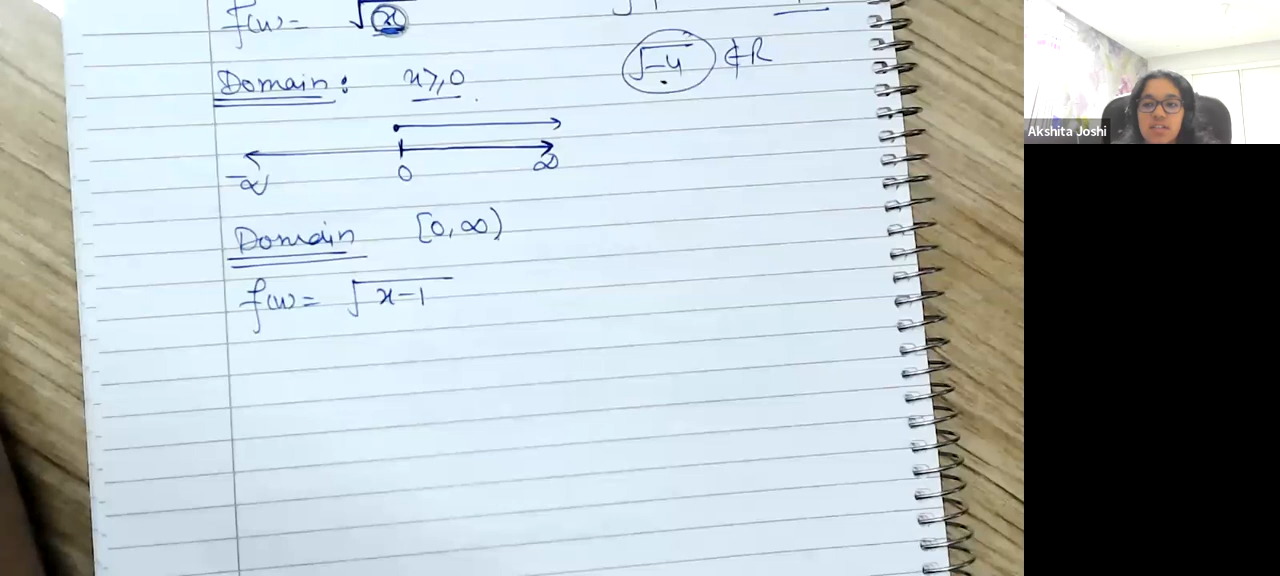 f(x) = √x
√-4 ∉ R
Domain : x ≥ 0
-∞ 0 ∞
Domain [0, ∞)
f(x) = √x-1
Akshita Joshi